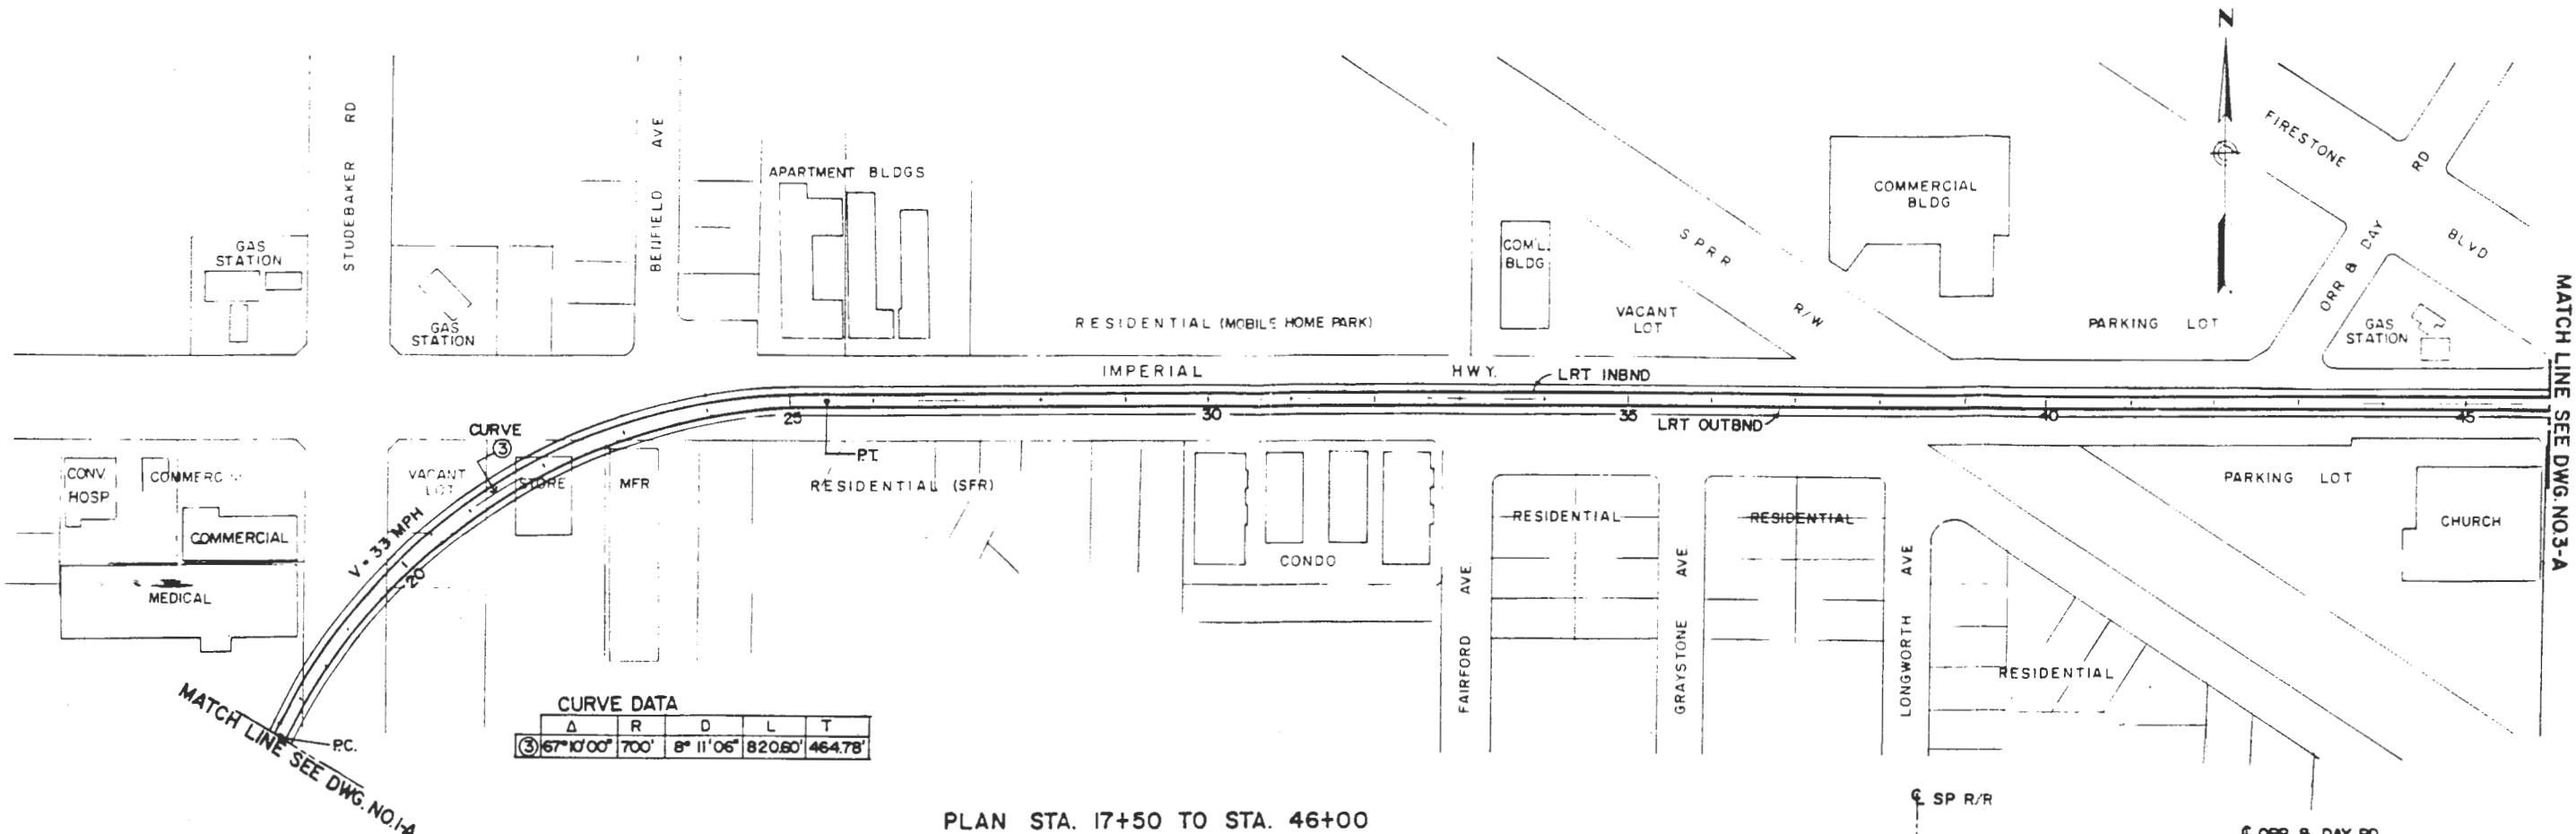 N
STUDEBAKER RD
BENFIELD AVE
FIRESTONE
BLVD
ORR & DAY
RD
APARTMENT BLDGS
COMMERCIAL
BLDG
GAS
STATION
GAS
STATION
COM'L.
BLDG
S P R R
R/W
VACANT
LOT
RESIDENTIAL (MOBILE HOME PARK)
PARKING LOT
GAS
STATION
MATCH LINE SEE DWG. NO.3-A
IMPERIAL HWY.
LRT INBND
25
30
35
40
45
LRT OUTBND
CURVE
③
P.T.
CONV.
HOSP
VACANT
LOT
STORE
MFR
RESIDENTIAL (SFR)
PARKING LOT
COMMERCIAL
V = 33 MPH
20
MEDICAL
CONDO
RESIDENTIAL
RESIDENTIAL
CHURCH
FAIRFORD AVE.
GRAYSTONE AVE
LONGWORTH AVE
RESIDENTIAL
MATCH LINE SEE DWG. NO.1-A
P.C.
CURVE DATA
Δ R D L T
③ 67°10'00" 700' 8° 11' 06" 820.60' 464.78'
PLAN STA. 17+50 TO STA. 46+00
℄ SP R/R
℄ ORR & DAY RD